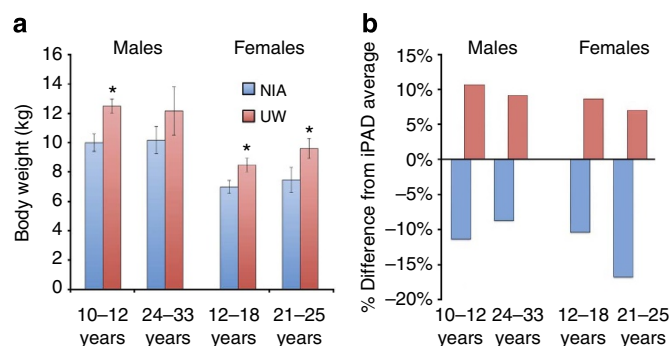 a
Males
Females
Body weight (kg)
16
14
12
10
8
6
4
2
0
NIA
UW
*
*
*
10–12
years
24–33
years
12–18
years
21–25
years
b
Males
Females
% Difference from iPAD average
15%
10%
5%
0%
–5%
–10%
–15%
–20%
10–12
years
24–33
years
12–18
years
21–25
years